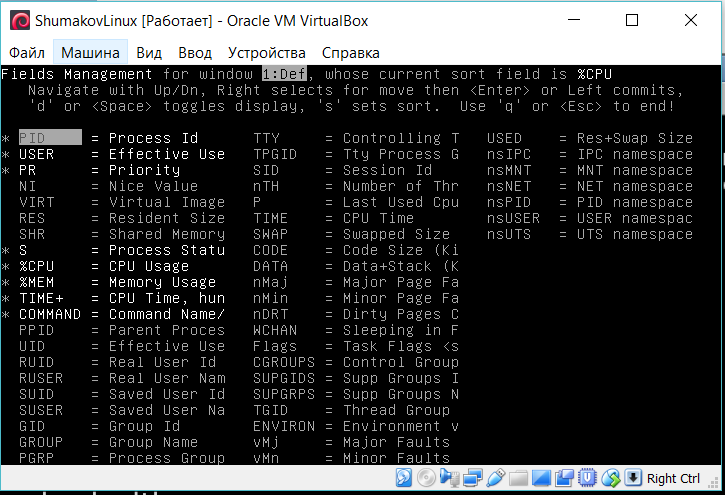 ShumakovLinux [Работает] - Oracle VM VirtualBox
Файл Машина Вид Ввод Устройства Справка
Fields Management for window 1:Def, whose current sort field is %CPU
Navigate with Up/Dn, Right selects for move then <Enter> or Left commits,
'd' or <Space> toggles display, 's' sets sort. Use 'q' or <Esc> to end!
* PID = Process Id TTY = Controlling T USED = Res+Swap Size
* USER = Effective Use TPGID = Tty Process G nsIPC = IPC namespace
* PR = Priority SID = Session Id nsMNT = MNT namespace
NI = Nice Value nTH = Number of Thr nsNET = NET namespace
VIRT = Virtual Image P = Last Used Cpu nsPID = PID namespace
RES = Resident Size TIME = CPU Time nsUSER = USER namespac
SHR = Shared Memory SWAP = Swapped Size nsUTS = UTS namespace
* S = Process Statu CODE = Code Size (Ki
* %CPU = CPU Usage DATA = Data+Stack (K
* %MEM = Memory Usage nMaj = Major Page Fa
* TIME+ = CPU Time, hun nMin = Minor Page Fa
* COMMAND = Command Name/ nDRT = Dirty Pages C
PPID = Parent Proces WCHAN = Sleeping in F
UID = Effective Use Flags = Task Flags <s
RUID = Real User Id CGROUPS = Control Group
RUSER = Real User Nam SUPGIDS = Supp Groups I
SUID = Saved User Id SUPGRPS = Supp Groups N
SUSER = Saved User Na TGID = Thread Group
GID = Group Id ENVIRON = Environment v
GROUP = Group Name vMj = Major Faults
PGRP = Process Group vMn = Minor Faults
Right Ctrl